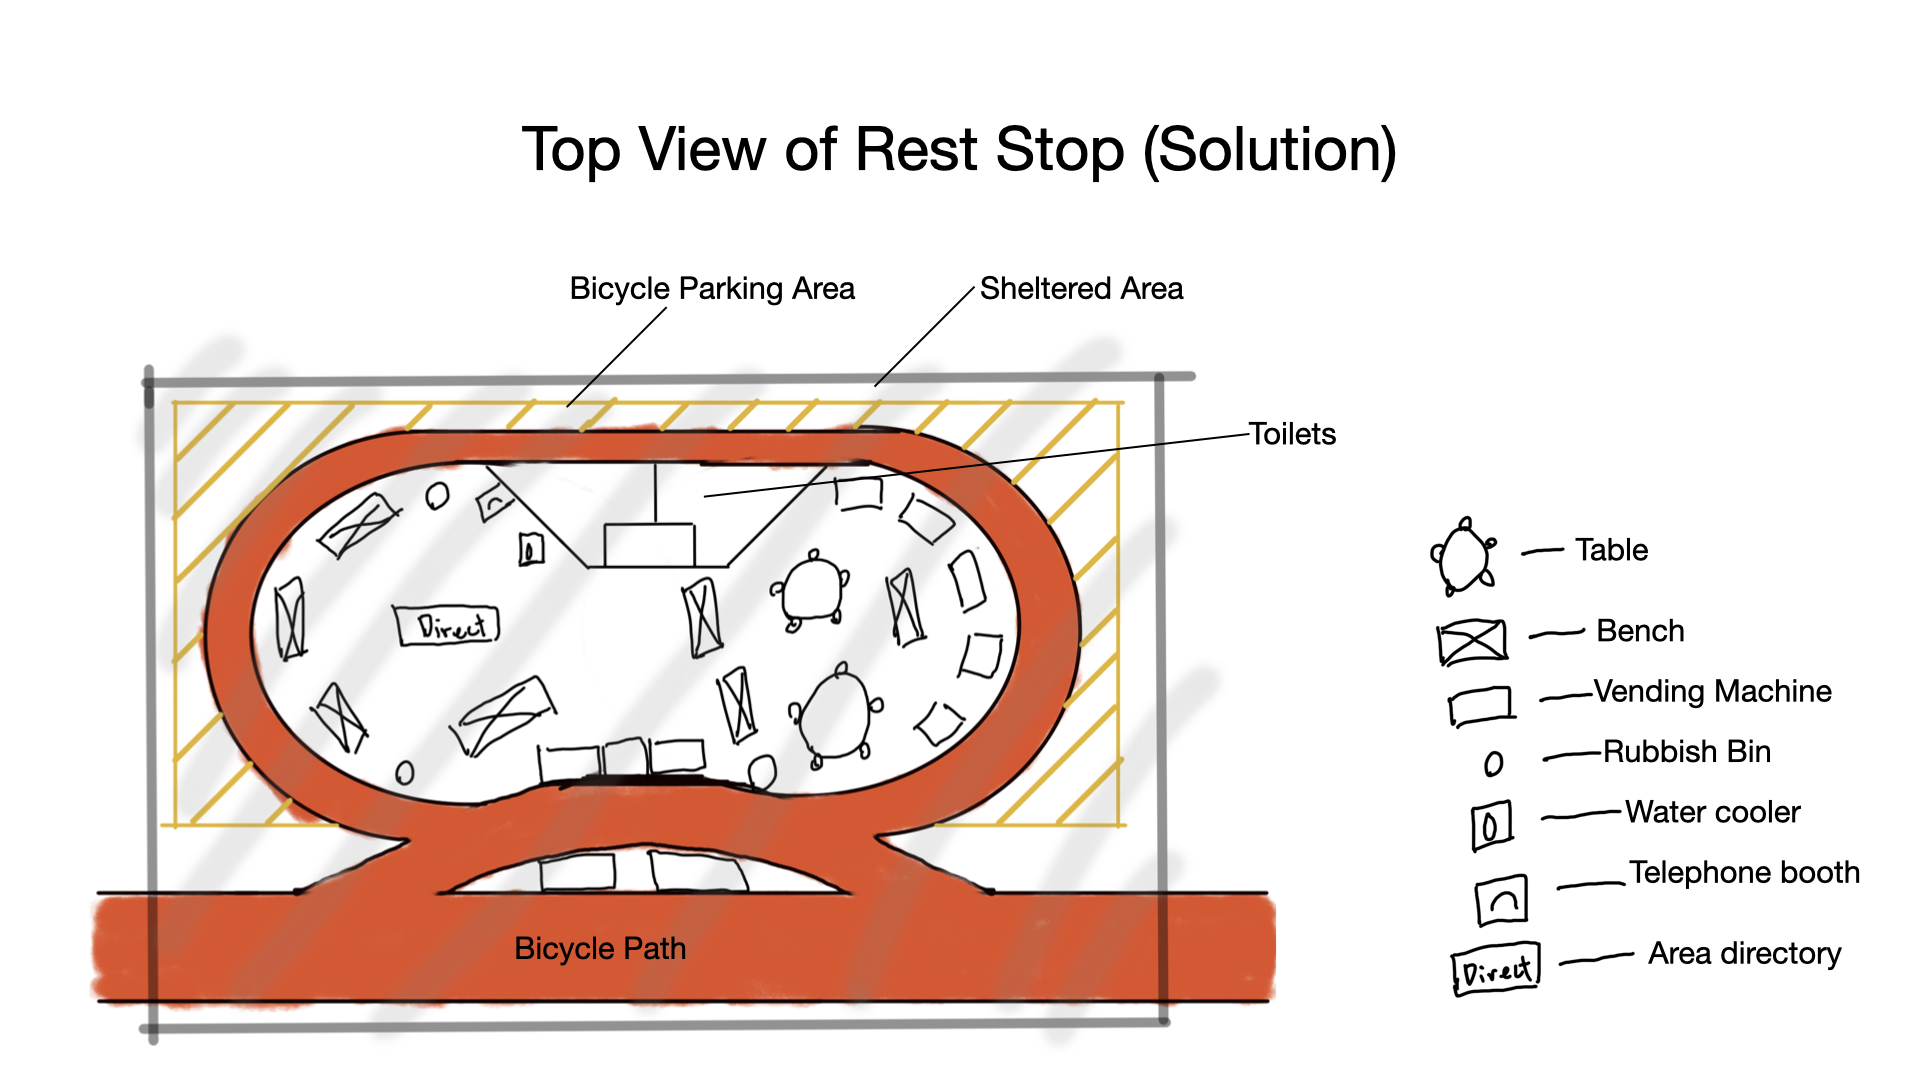 Top View of Rest Stop (Solution)
Bicycle Parking Area
Sheltered Area
Toilets
Direct
Bicycle Path
Table
Bench
Vending Machine
Rubbish Bin
Water cooler
Telephone booth
Direct
Area directory